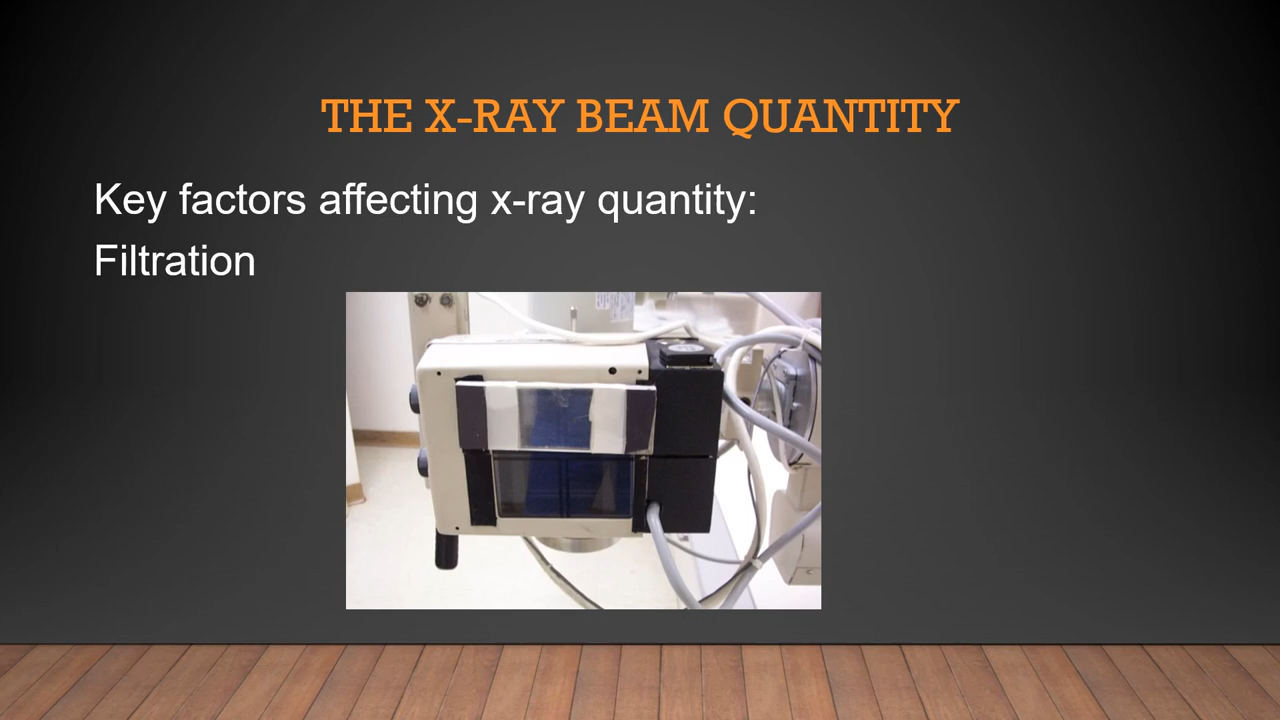 THE X-RAY BEAM QUANTITY
Key factors affecting x-ray quantity:
Filtration